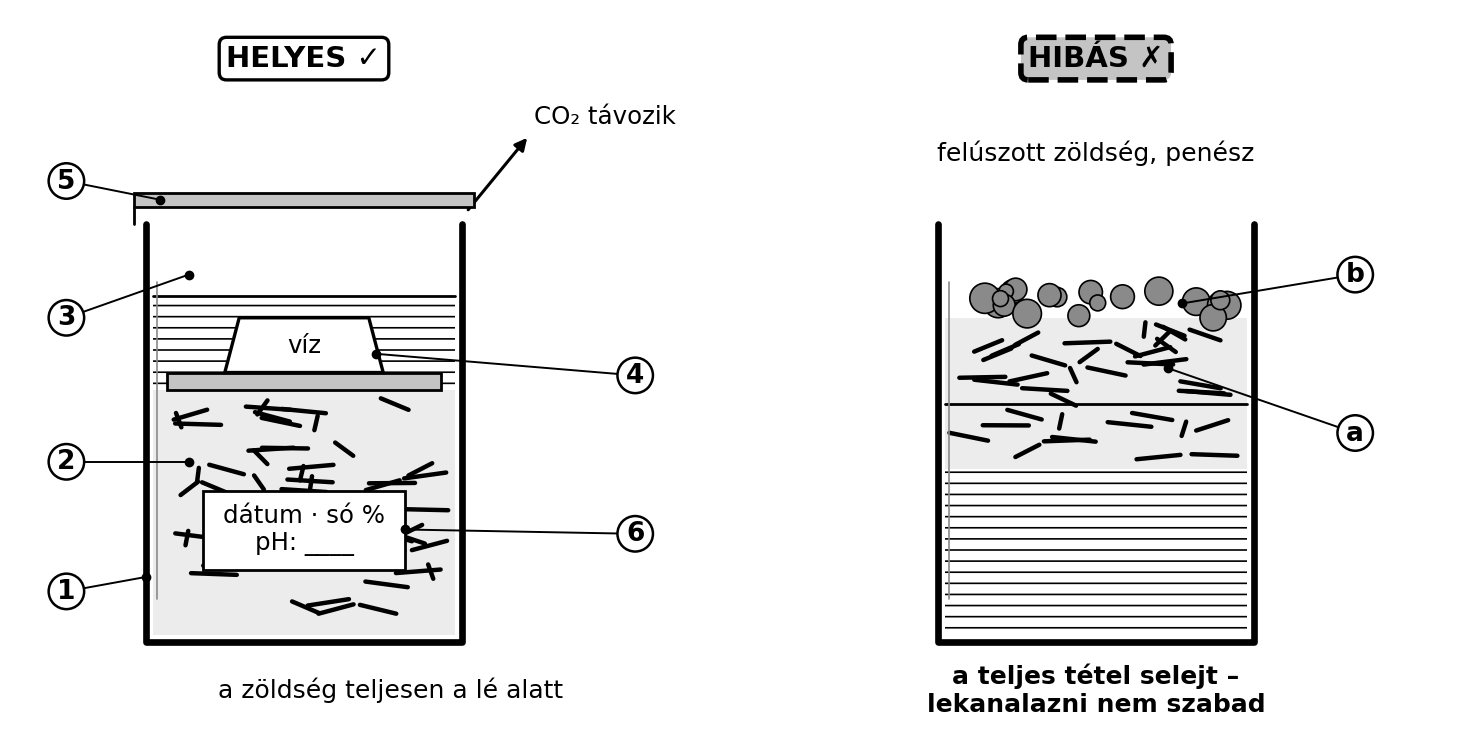 HELYES ✓
HIBÁS ✗
CO₂ távozik
felúszott zöldség, penész
5
3
víz
4
2
dátum · só %
pH: ____
6
1
b
a
a zöldség teljesen a lé alatt
a teljes tétel selejt –
lekanalazni nem szabad